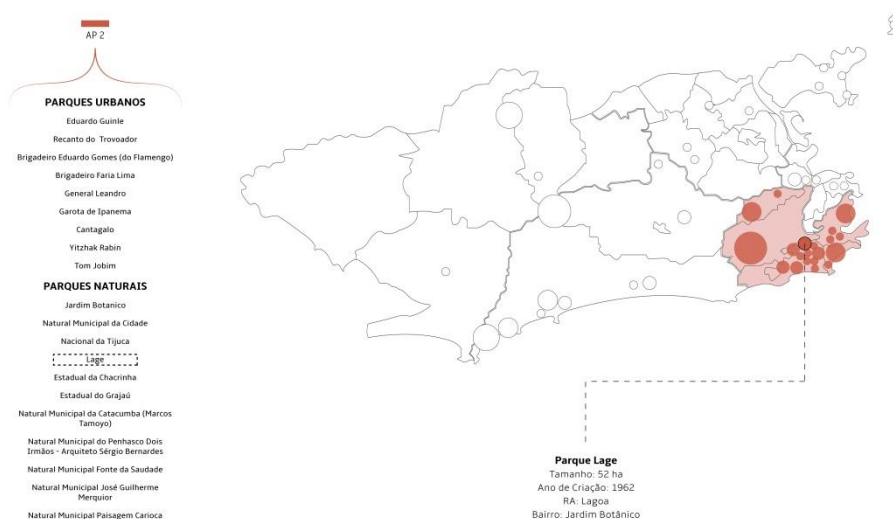 AP 2
PARQUES URBANOS
Eduardo Guinle
Recanto do Trovoador
Brigadeiro Eduardo Gomes (do Flamengo)
Brigadeiro Faria Lima
General Leandro
Garota de Ipanema
Cantagalo
Yitzhak Rabin
Tom Jobim
PARQUES NATURAIS
Jardim Botanico
Natural Municipal da Cidade
Nacional da Tijuca
Lage
Estadual da Chacrinha
Estadual do Grajaú
Natural Municipal da Catacumba (Marcos
Tamoyo)
Natural Municipal do Penhasco Dois
Irmãos - Arquiteto Sérgio Bernardes
Natural Municipal Fonte da Saudade
Natural Municipal José Guilherme
Merquior
Natural Municipal Paisagem Carioca
Parque Lage
Tamanho: 52 ha
Ano de Criação: 1962
RA: Lagoa
Bairro: Jardim Botânico